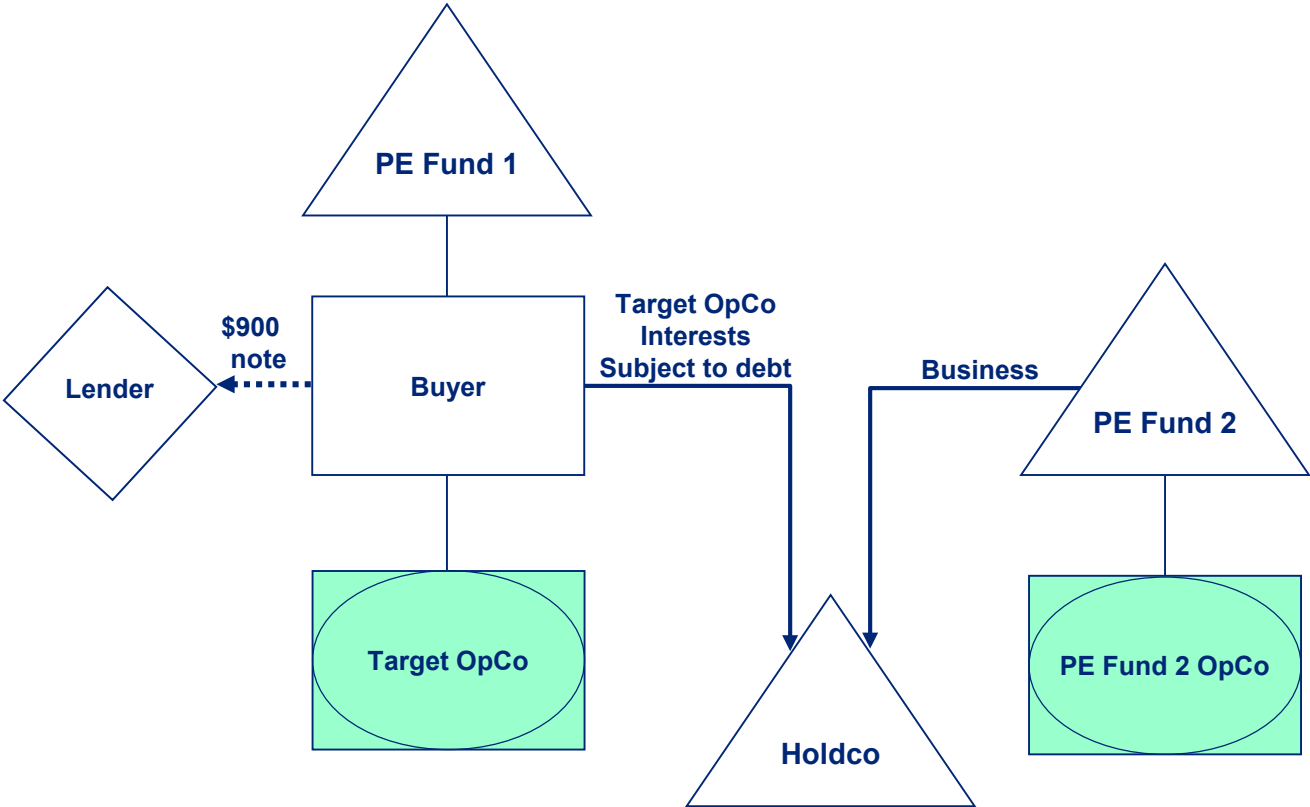 PE Fund 1
$900
note
Lender
Buyer
Target OpCo
Interests
Subject to debt
Business
PE Fund 2
Target OpCo
PE Fund 2 OpCo
Holdco